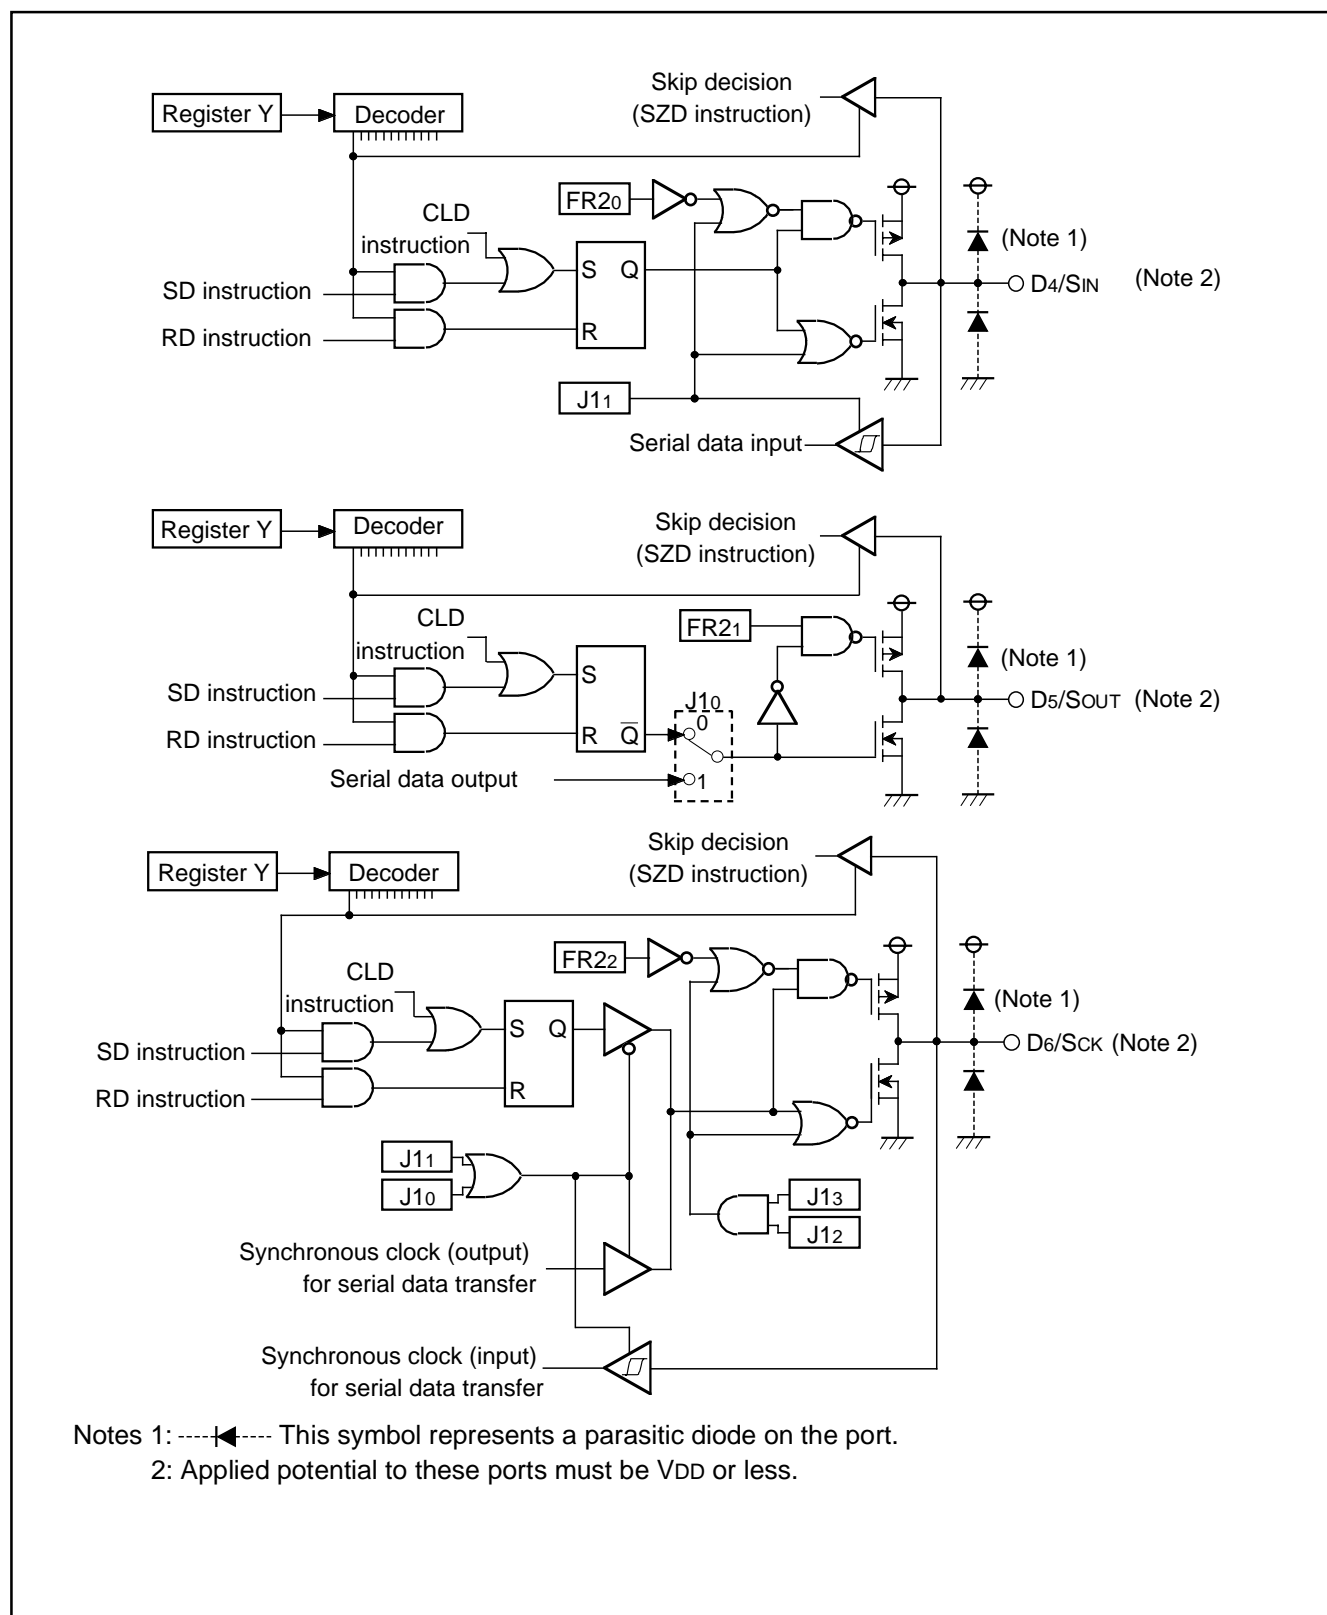 Skip decision
(SZD instruction)
Register Y
Decoder
FR20
CLD
instruction
S
Q
R
SD instruction
RD instruction
(Note 1)
D4/SIN
(Note 2)
J11
Serial data input
Skip decision
(SZD instruction)
Register Y
Decoder
FR21
CLD
instruction
S
R
Q
SD instruction
RD instruction
J10
0
1
Serial data output
(Note 1)
D5/SOUT
(Note 2)
Skip decision
(SZD instruction)
Register Y
Decoder
FR22
CLD
instruction
S
Q
R
SD instruction
RD instruction
(Note 1)
D6/SCK
(Note 2)
J11
J10
J13
J12
Synchronous clock (output)
for serial data transfer
Synchronous clock (input)
for serial data transfer
Notes 1: This symbol represents a parasitic diode on the port.
2: Applied potential to these ports must be VDD or less.